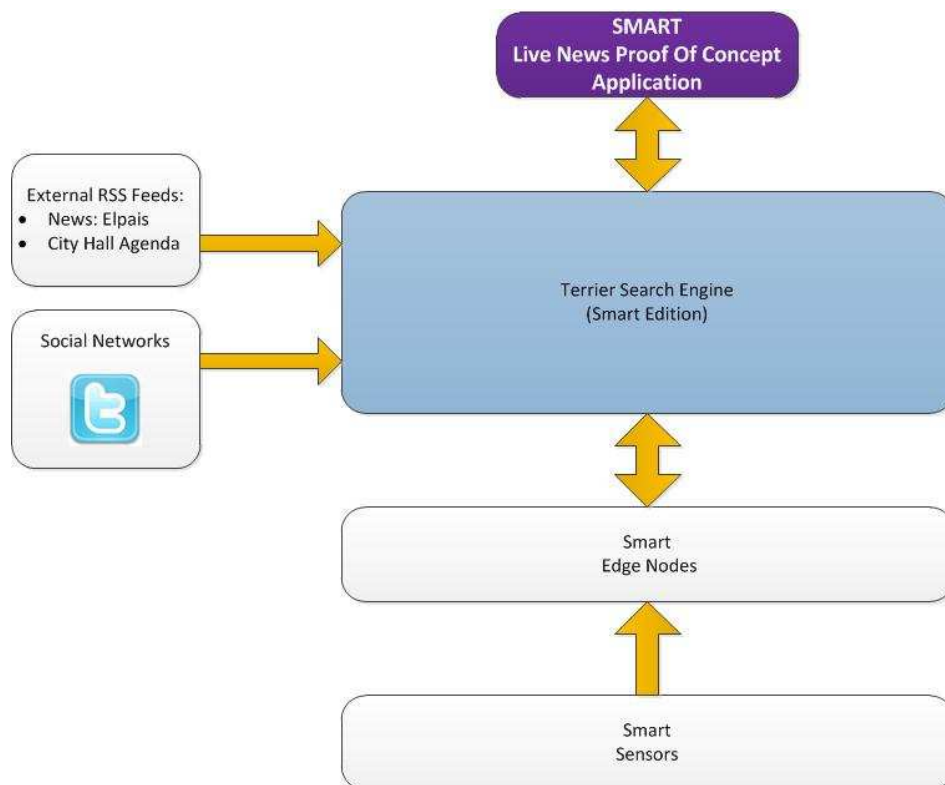 SMART
Live News Proof Of Concept
Application
External RSS Feeds:
• News: Elpais
• City Hall Agenda
Social Networks
Terrier Search Engine
(Smart Edition)
Smart
Edge Nodes
Smart
Sensors